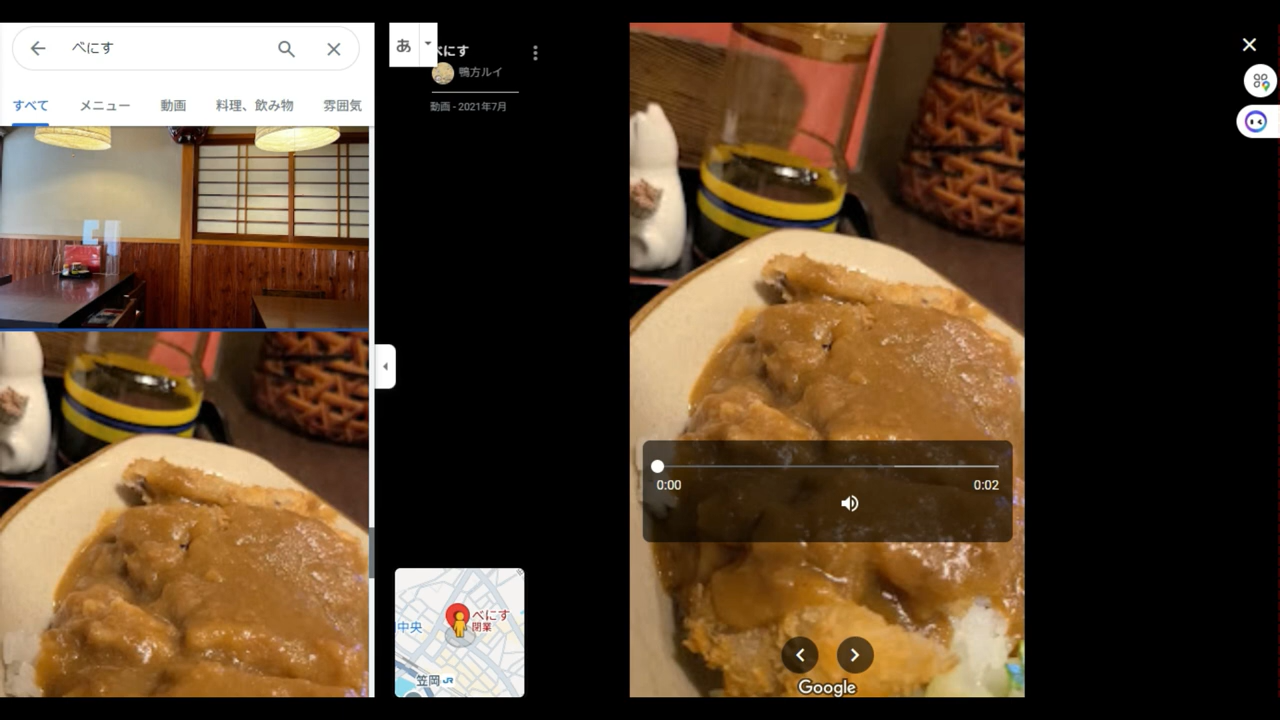 べにす
すべて メニュー 動画 料理、飲み物 雰囲気
あ
べにす
鴨方ルイ
動画 - 2021年7月
0:00 0:02
べにす
閉業
中央
笠岡 JR
Google